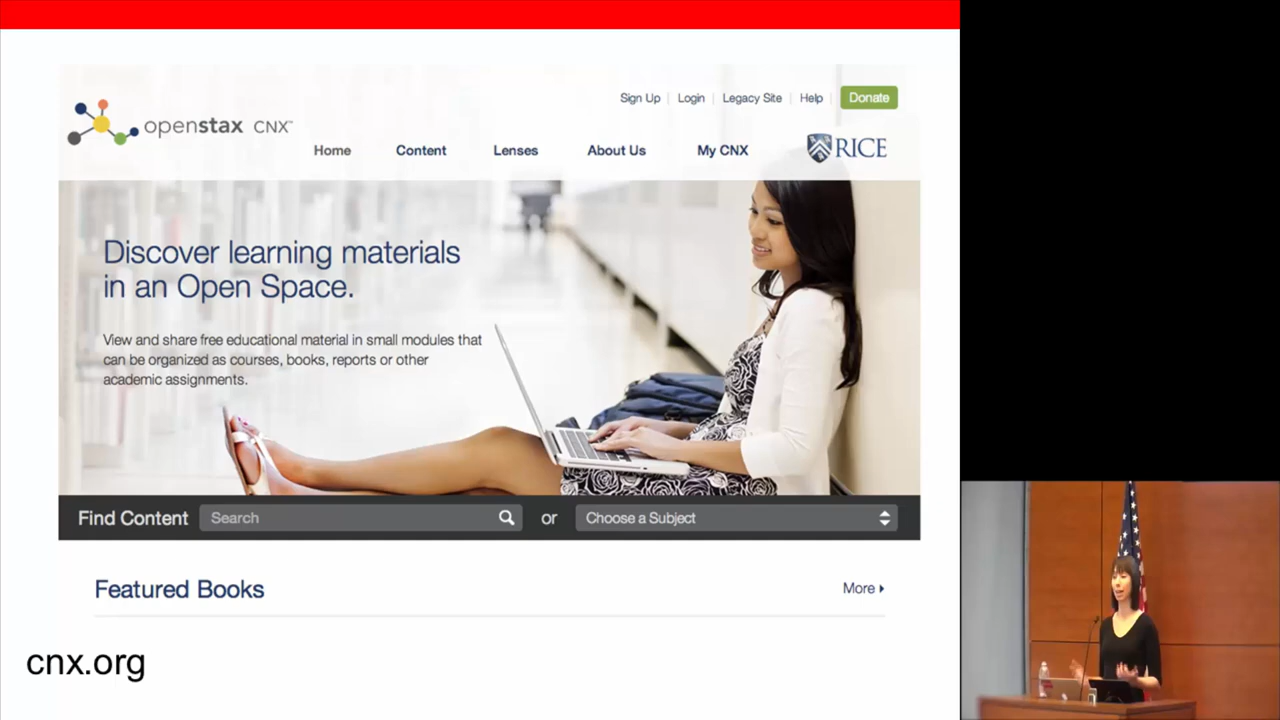 Sign Up Login Legacy Site Help Donate
openstax CNX™
Home Content Lenses About Us My CNX RICE
Discover learning materials
in an Open Space.
View and share free educational material in small modules that
can be organized as courses, books, reports or other
academic assignments.
Find Content Search or Choose a Subject
Featured Books More
cnx.org